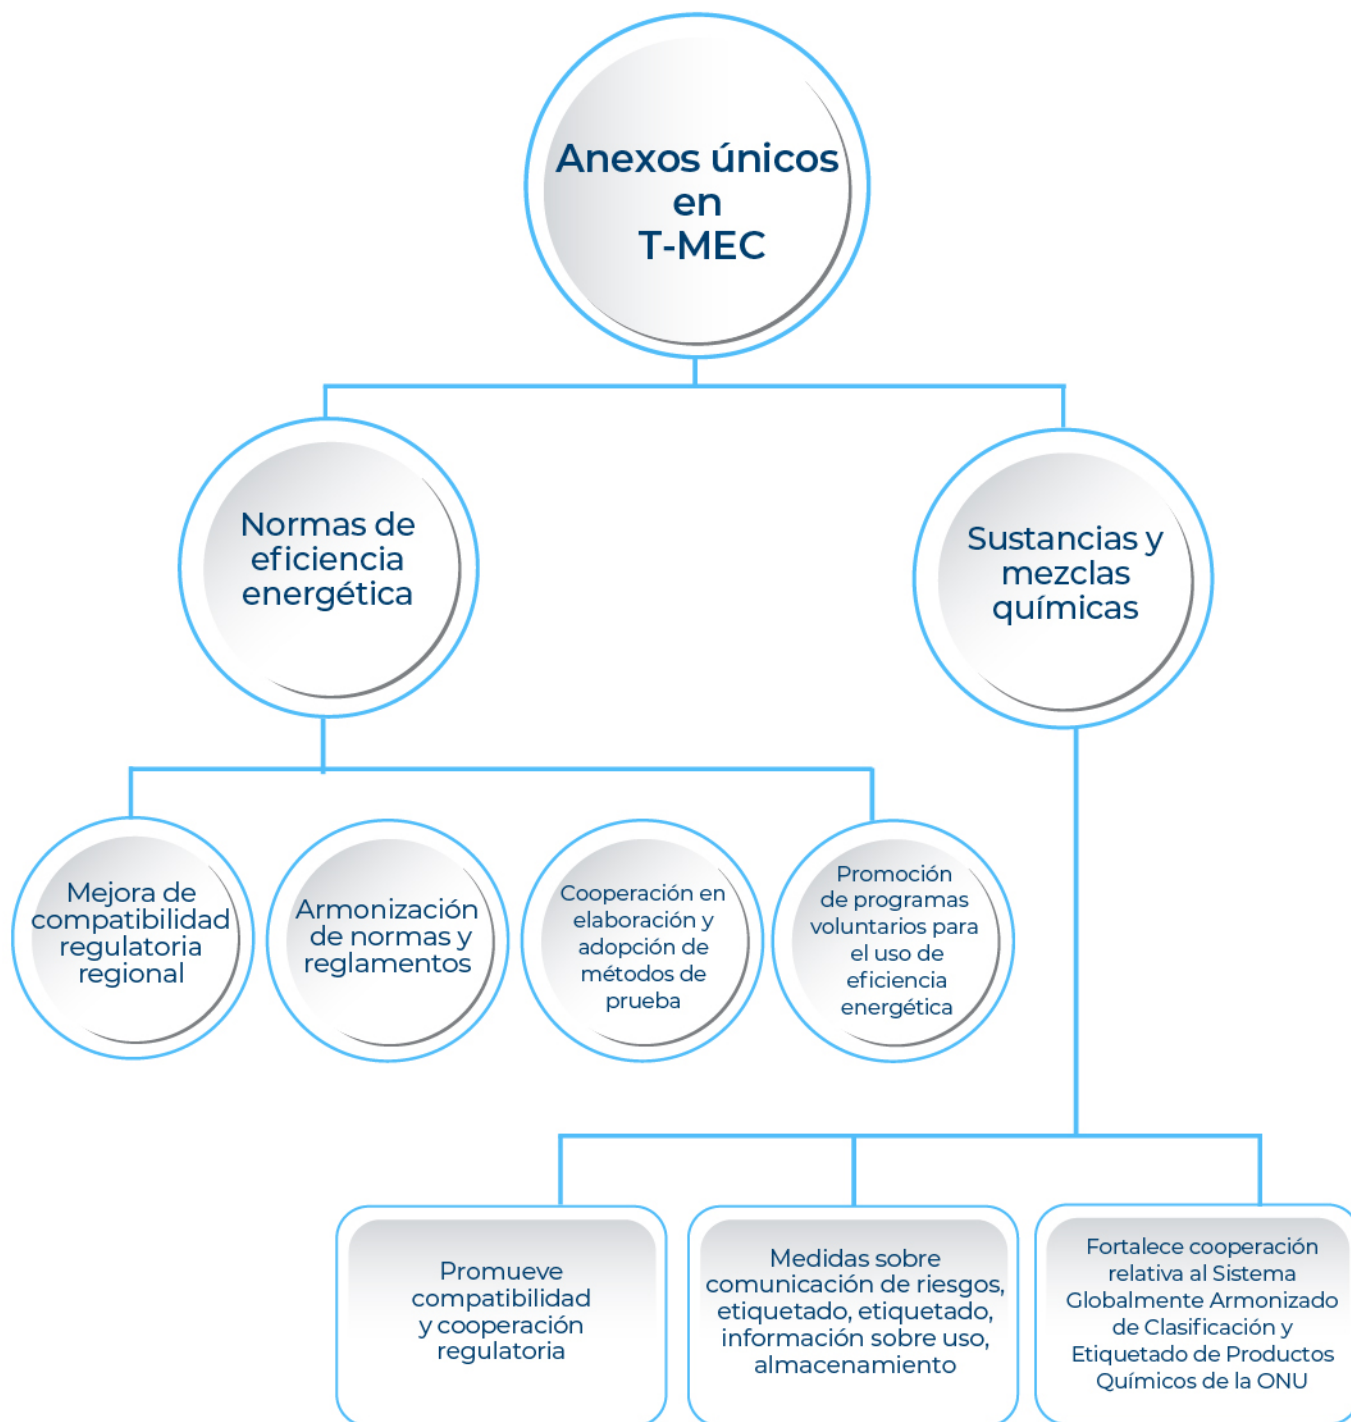 Anexos únicos
en
T-MEC
Normas de
eficiencia
energética
Sustancias y
mezclas
químicas
Mejora de
compatibilidad
regulatoria
regional
Armonización
de normas y
reglamentos
Cooperación en
elaboración y
adopción de
métodos de
prueba
Promoción
de programas
voluntarios para
el uso de
eficiencia
energética
Promueve
compatibilidad
y cooperación
regulatoria
Medidas sobre
comunicación de riesgos,
etiquetado, etiquetado,
información sobre uso,
almacenamiento
Fortalece cooperación
relativa al Sistema
Globalmente Armonizado
de Clasificación y
Etiquetado de Productos
Químicos de la ONU